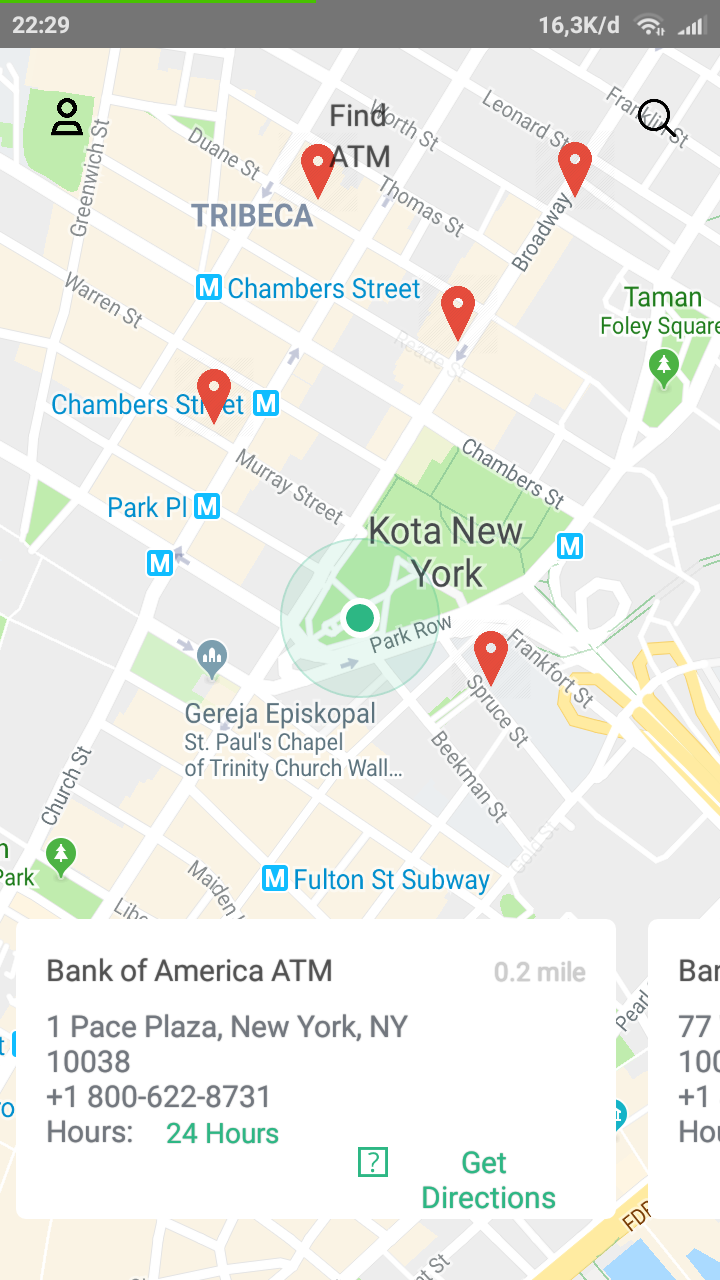 22:29
16,3K/d
Find
ATM
Franklin St
Leonard St
Worth St
Greenwich St
Duane St
Thomas St
TRIBECA
Broadway
M Chambers Street
Warren St
Taman
Foley Square
Reade St
Chambers Street M
Chambers St
Murray Street
Park Pl M
Kota New
York
M
M
Park Row
Frankfort St
Spruce St
Gereja Episkopal
St. Paul's Chapel
of Trinity Church Wall...
Beekman St
Church St
Gold St
Park
M Fulton St Subway
Maiden
Libe
Bank of America ATM
0.2 mile
1 Pace Plaza, New York, NY
10038
+1 800-622-8731
Hours: 24 Hours
?
Get
Directions
Bar
77
100
+1
Hou
Pearl
FDR